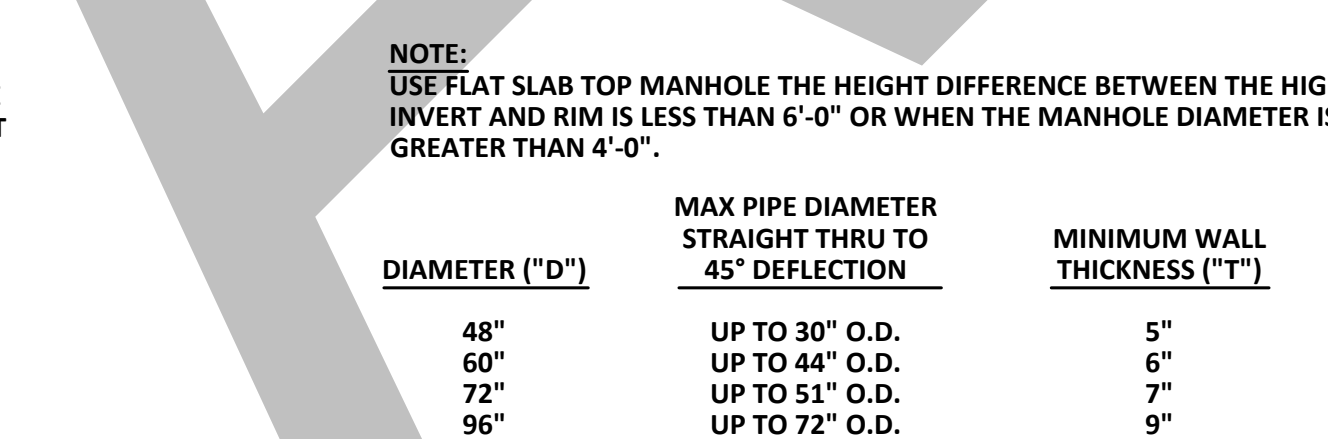 NOTE:
USE FLAT SLAB TOP MANHOLE THE HEIGHT DIFFERENCE BETWEEN THE
INVERT AND RIM IS LESS THAN 6'-0" OR WHEN THE MANHOLE DIAMETER
GREATER THAN 4'-0".
MAX PIPE DIAMETER
STRAIGHT THRU TO MINIMUM WALL
DIAMETER ("D") 45° DEFLECTION THICKNESS ("T")
48" UP TO 30" O.D. 5"
60" UP TO 44" O.D. 6"
72" UP TO 51" O.D. 7"
96" UP TO 72" O.D. 9"